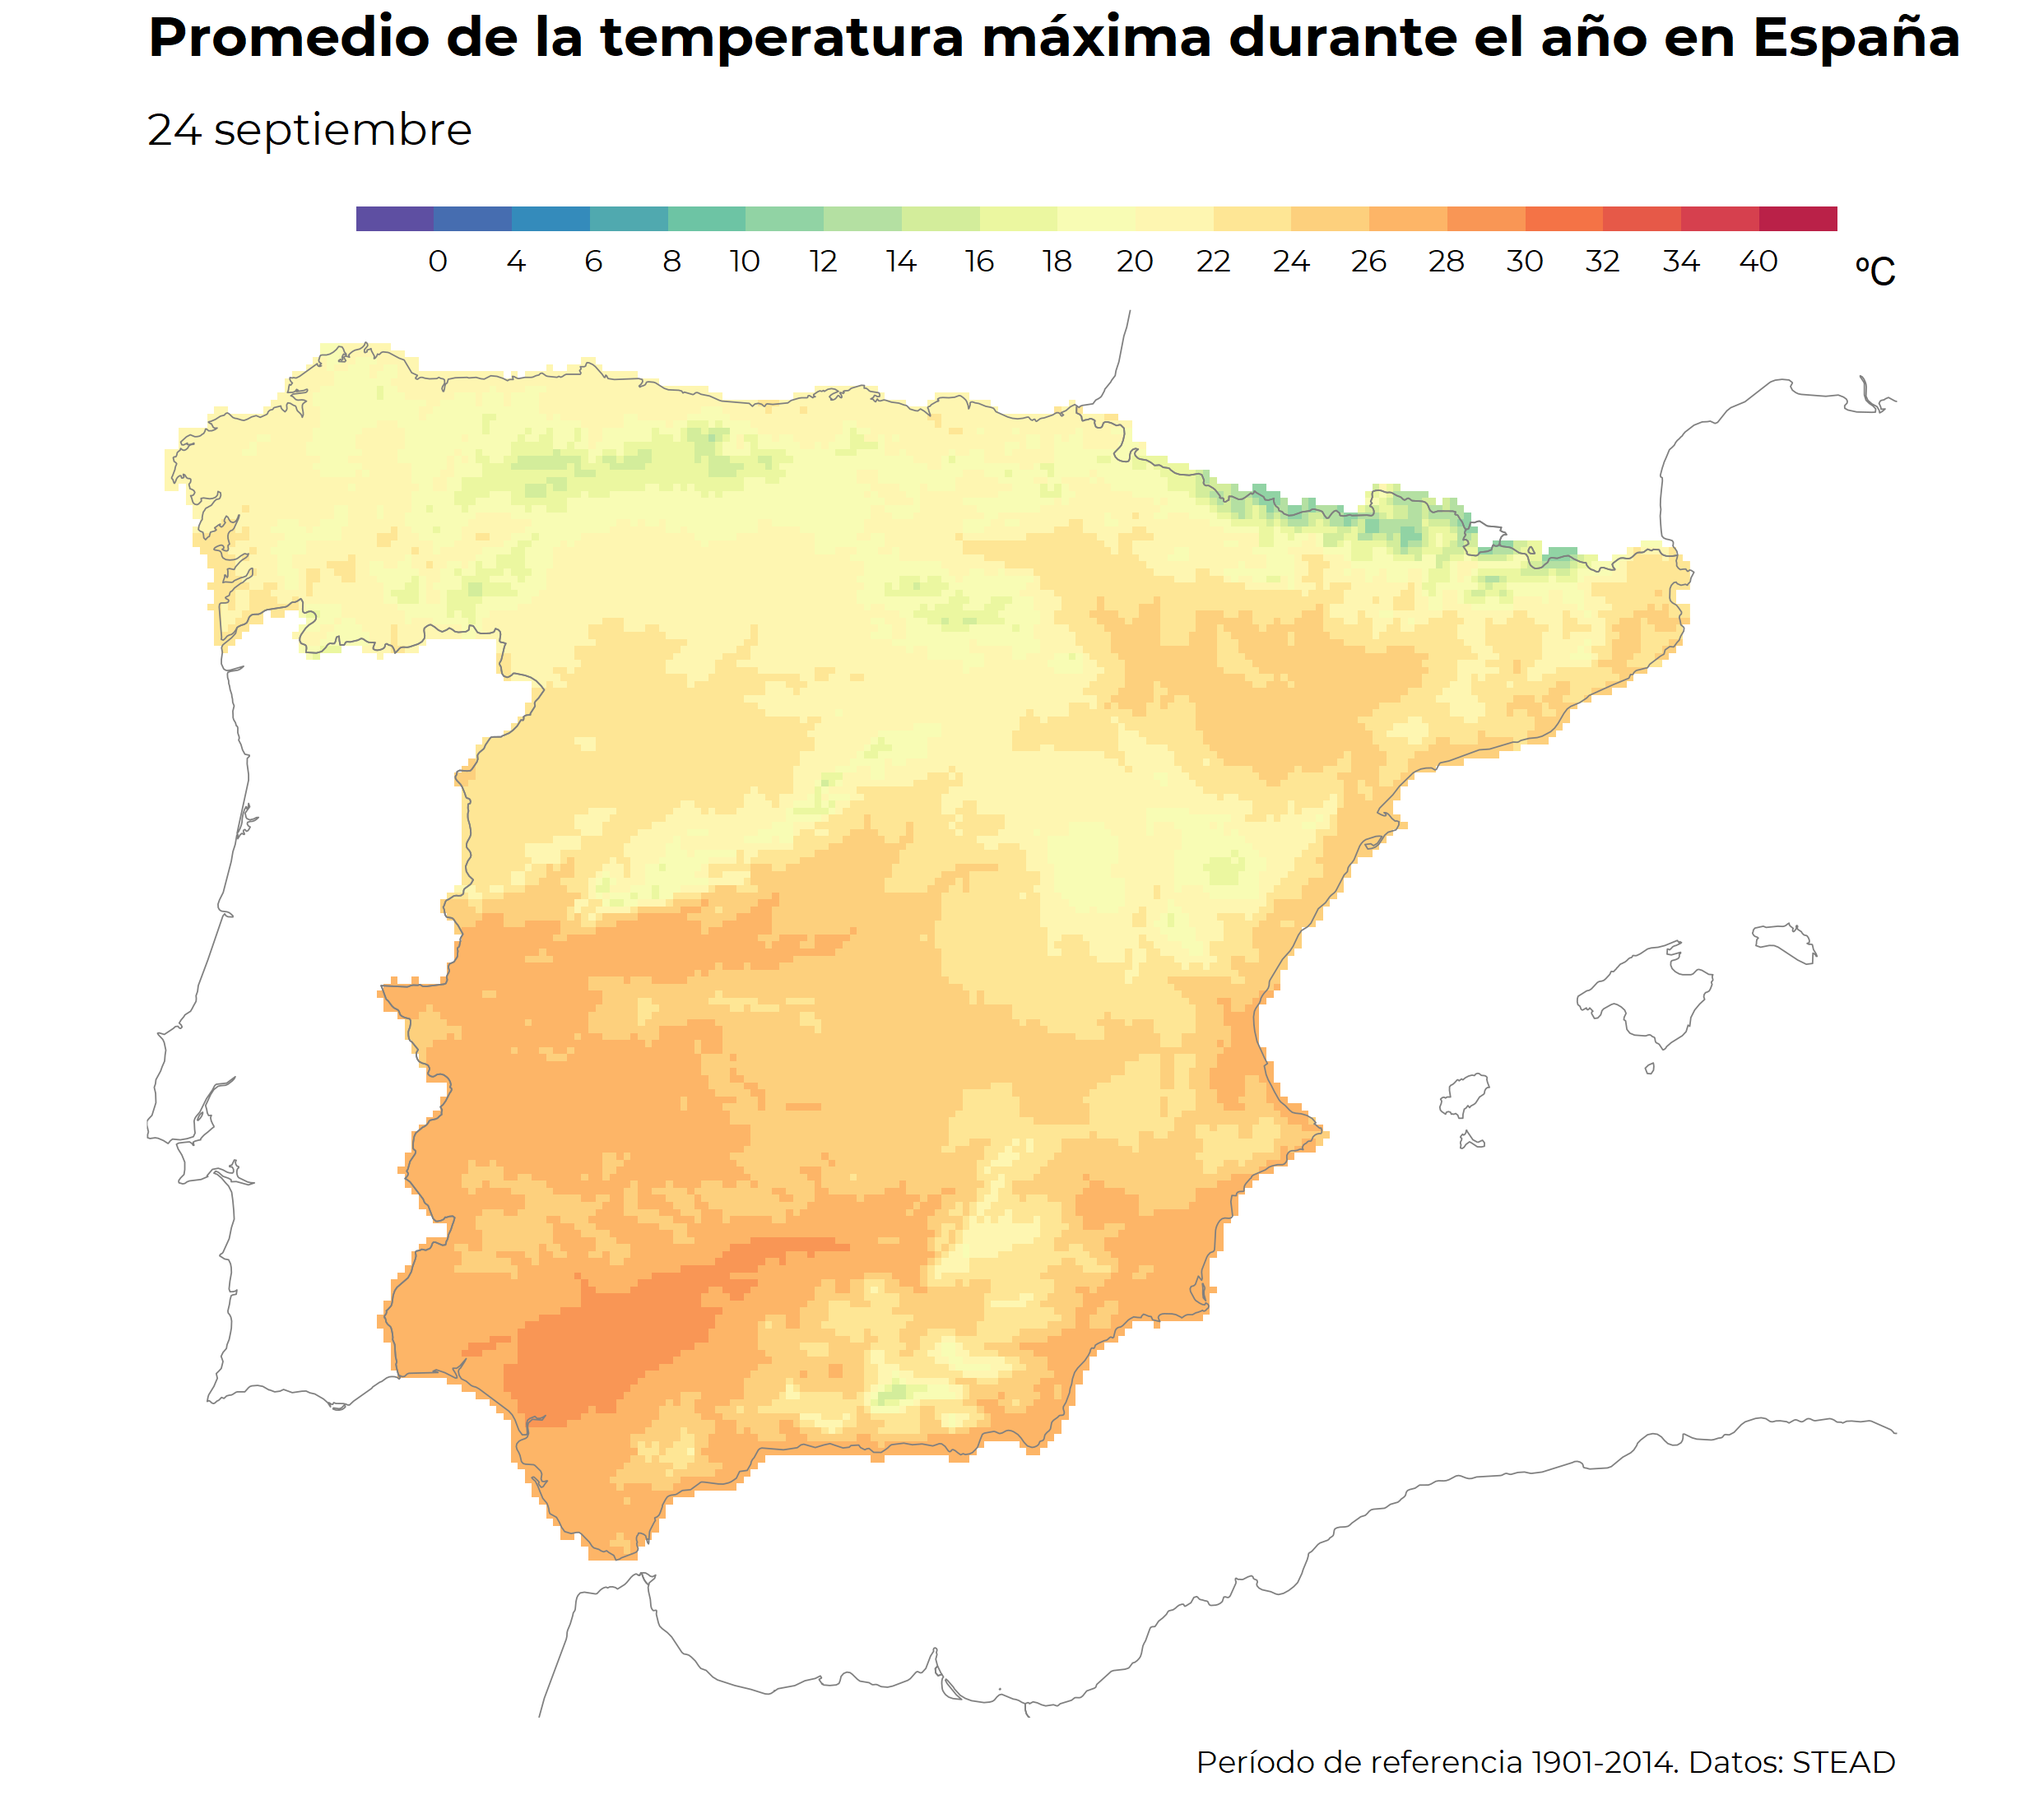 Promedio de la temperatura máxima durante el año en España
24 septiembre
0 4 6 8 10 12 14 16 18 20 22 24 26 28 30 32 34 40 ºC
Período de referencia 1901-2014. Datos: STEAD